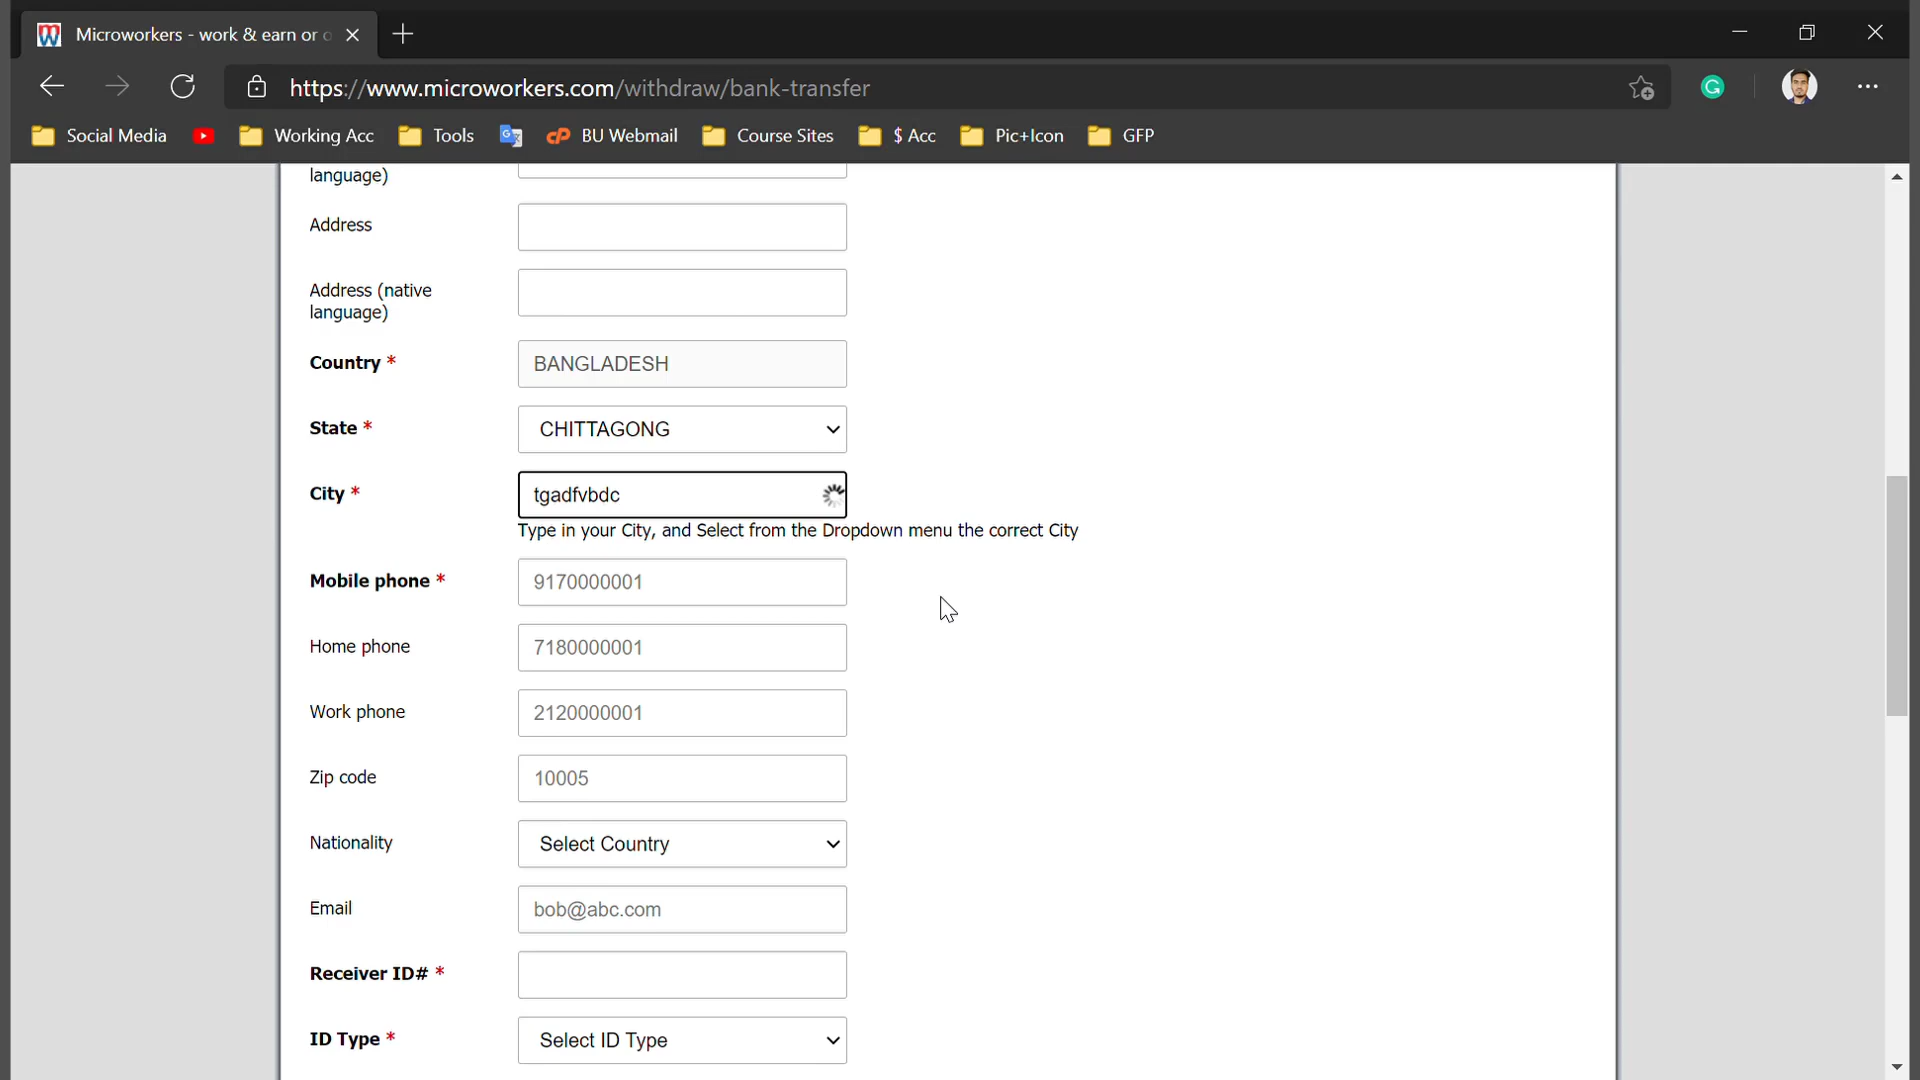 Microworkers - work & earn or o
https://www.microworkers.com/withdraw/bank-transfer
Social Media Working Acc Tools BU Webmail Course Sites $ Acc Pic+Icon GFP
language)
Address
Address (native
language)
Country * BANGLADESH
State * CHITTAGONG
City * tgadfvbdc
Type in your City, and Select from the Dropdown menu the correct City
Mobile phone * 9170000001
Home phone 7180000001
Work phone 2120000001
Zip code 10005
Nationality Select Country
Email bob@abc.com
Receiver ID# *
ID Type * Select ID Type